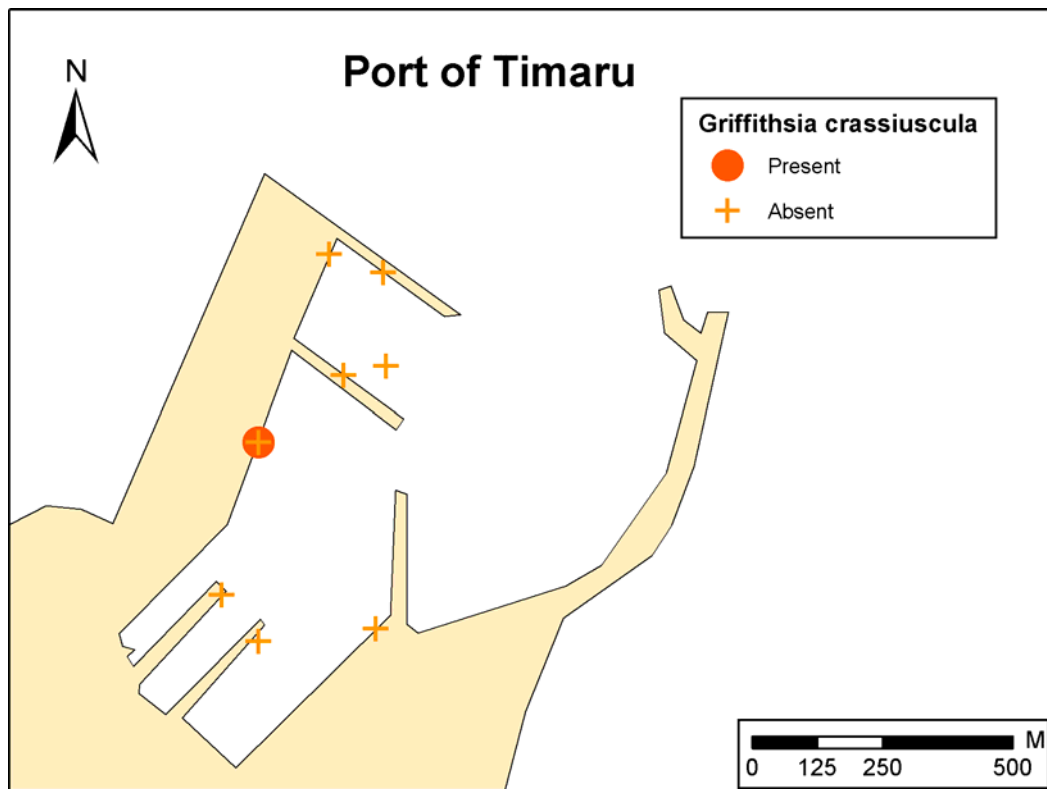 Port of Timaru
N
Griffithsia crassiuscula
Present
Absent
M
0 125 250 500